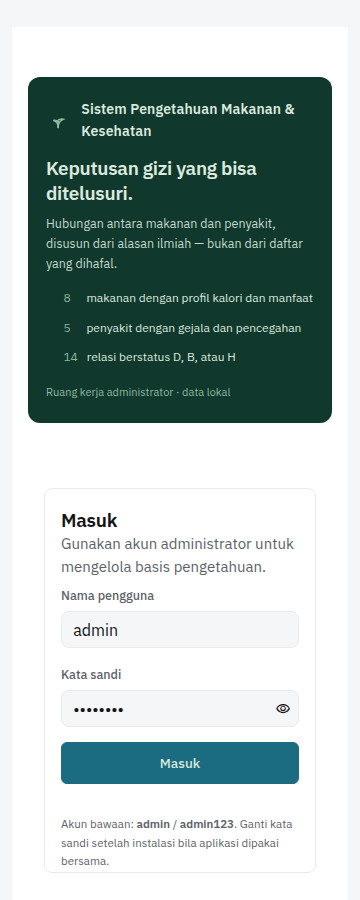 Sistem Pengetahuan Makanan &
Kesehatan
Keputusan gizi yang bisa
ditelusuri.
Hubungan antara makanan dan penyakit,
disusun dari alasan ilmiah — bukan dari daftar
yang dihafal.
8 makanan dengan profil kalori dan manfaat
5 penyakit dengan gejala dan pencegahan
14 relasi berstatus D, B, atau H
Ruang kerja administrator · data lokal
Masuk
Gunakan akun administrator untuk
mengelola basis pengetahuan.
Nama pengguna
admin
Kata sandi
••••••••
Masuk
Akun bawaan: admin / admin123. Ganti kata
sandi setelah instalasi bila aplikasi dipakai
bersama.